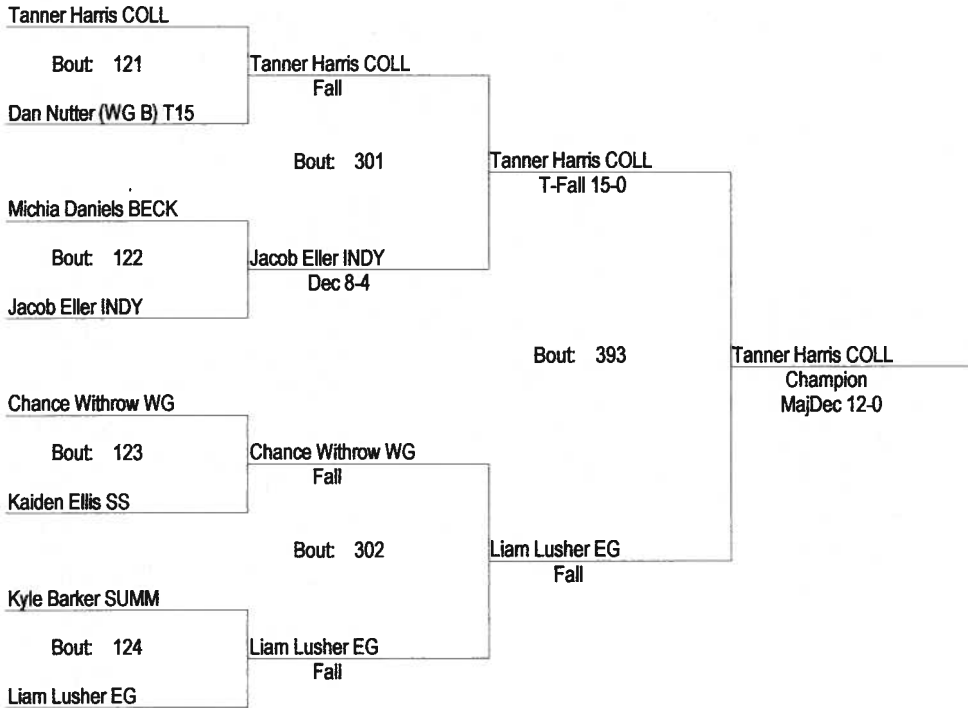 Tanner Harris COLL
Bout: 121
Dan Nutter (WG B) T15
Tanner Harris COLL
Fall
Bout: 301
Michia Daniels BECK
Bout: 122
Jacob Eller INDY
Jacob Eller INDY
Dec 8-4
Tanner Harris COLL
T-Fall 15-0
Bout: 393
Chance Withrow WG
Bout: 123
Kaiden Ellis SS
Chance Withrow WG
Fall
Bout: 302
Kyle Barker SUMM
Bout: 124
Liam Lusher EG
Liam Lusher EG
Fall
Liam Lusher EG
Fall
Tanner Harris COLL
Champion
MajDec 12-0